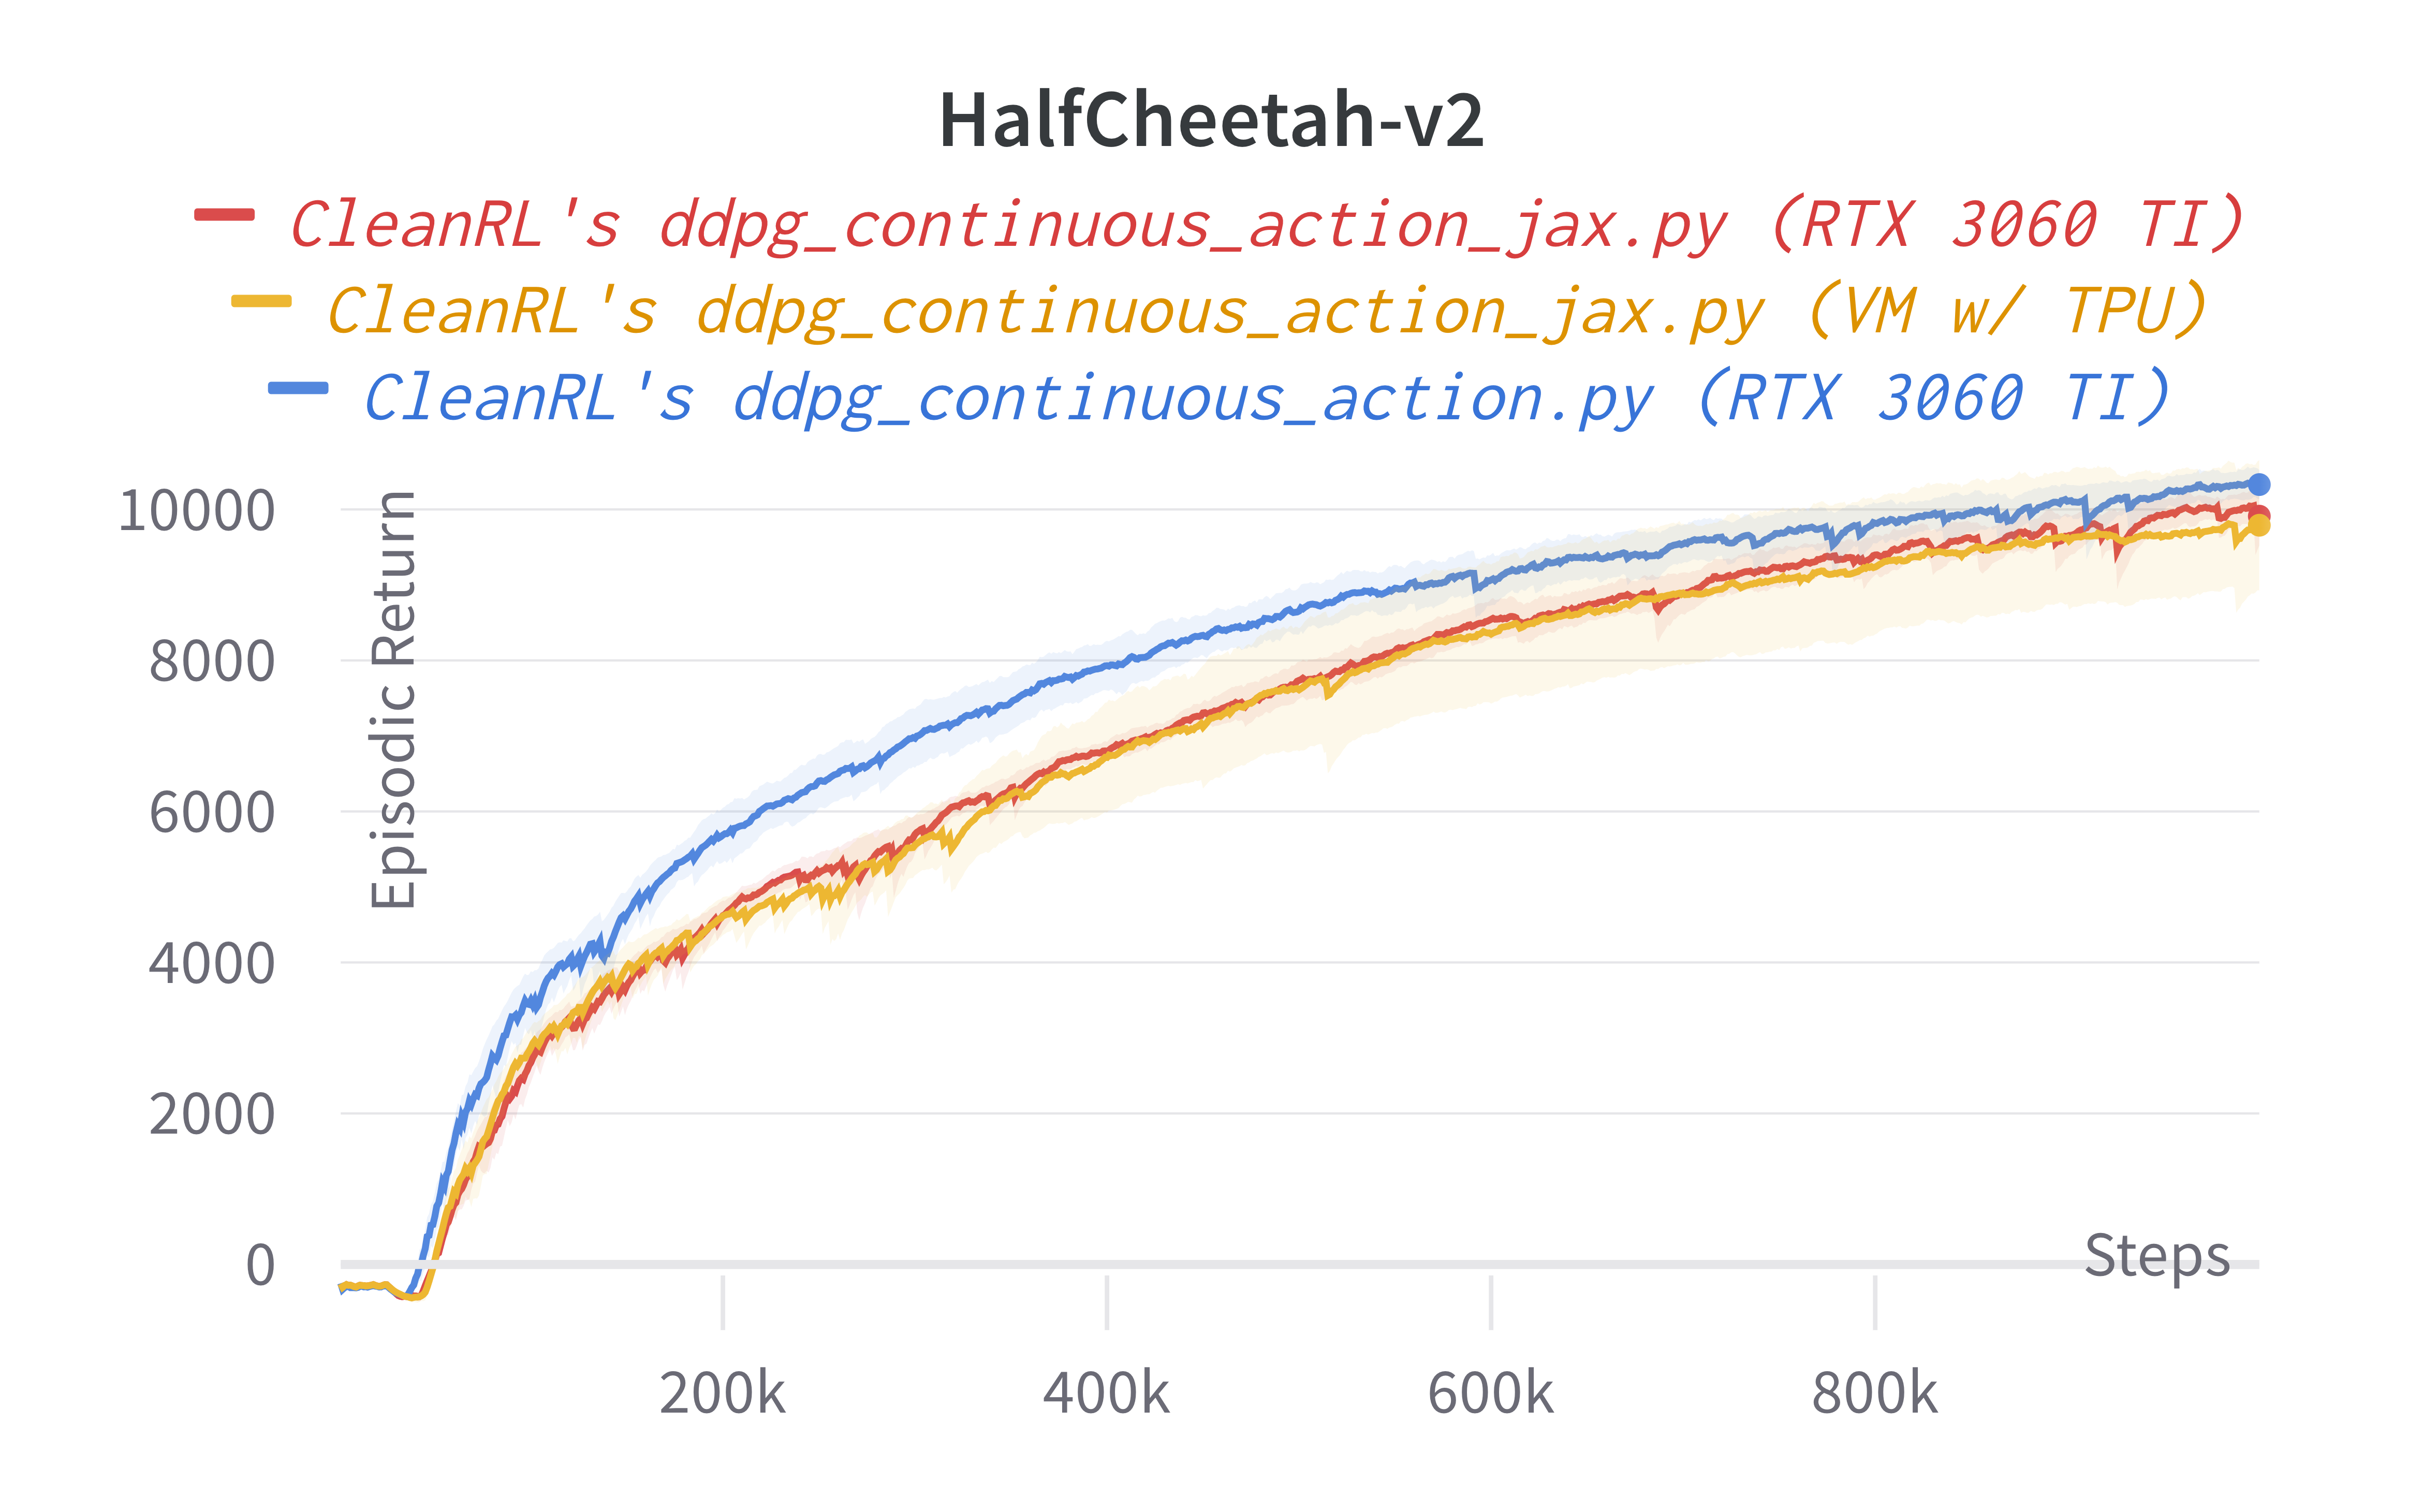 HalfCheetah-v2
CleanRL's ddpg_continuous_action_jax.py (RTX 3060 TI)
CleanRL's ddpg_continuous_action_jax.py (VM w/ TPU)
CleanRL's ddpg_continuous_action.py (RTX 3060 TI)
Episodic Return
10000
8000
6000
4000
2000
0
Steps
200k
400k
600k
800k